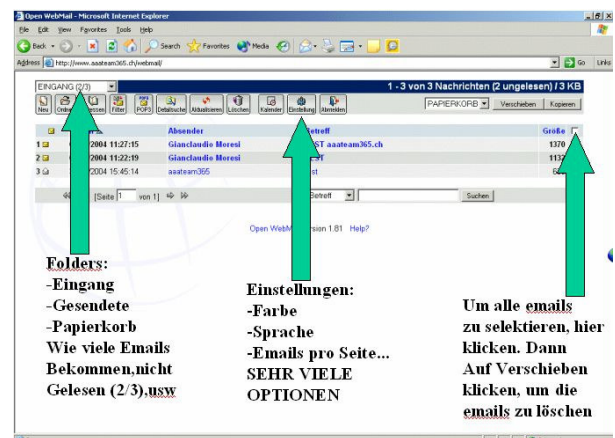 Open WebMail - Microsoft Internet Explorer
File Edit View Favorites Tools Help
Back Search Favorites Media
Address http://www.aaateam365.ch/webmail/ Go Links
EINGANG (2/3) 1 - 3 von 3 Nachrichten (2 ungelesen) / 3 KB
Neu Filter POP3 Detailsuche Aktualisieren Löschen Kalender Einstellung Abmelden PAPIERKORB Verschieben Kopieren
Absender Größe
1 2004 11:27:15 Gianclaudio Moresi aaateam365.ch 1370
2 2004 11:22:19 Gianclaudio Moresi
3 2004 15:45:14 aaateam365
[Seite 1 von 1] Suchen
Open 1.81 Help?
Folders:
-Eingang
-Gesendete
-Papierkorb
Wie viele Emails
Bekommen,nicht
Gelesen (2/3),usw
Einstellungen:
-Farbe
-Sprache
-Emails pro Seite...
SEHR VIELE
OPTIONEN
Um alle emails
zu selektieren, hier
klicken. Dann
Auf Verschieben
klicken, um die
emails zu löschen